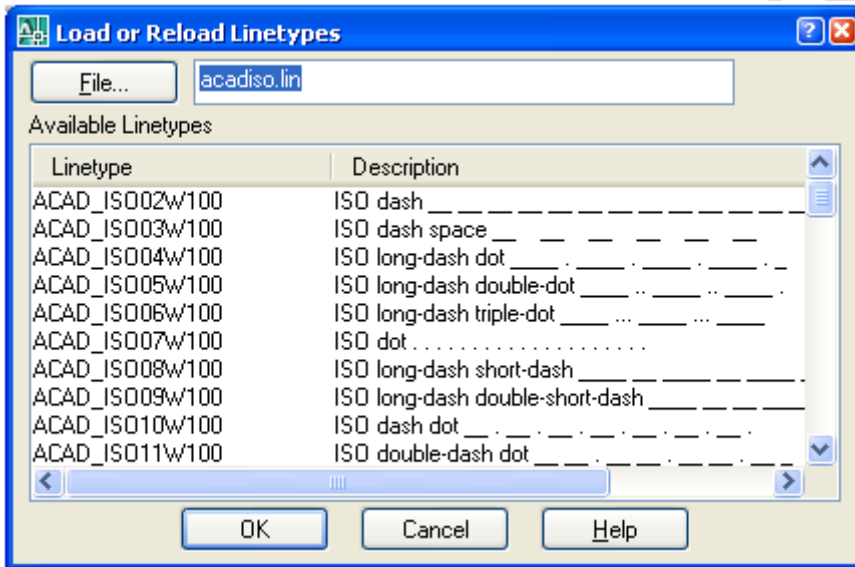 Load or Reload Linetypes
File... acadiso.lin
Available Linetypes
Linetype Description
ACAD_ISO02W100 ISO dash __ __ __ __ __ __ __ __ __ __ __ __ __
ACAD_ISO03W100 ISO dash space __ __ __ __ __ __
ACAD_ISO04W100 ISO long-dash dot ____ . ____ . ____ . ____ . _
ACAD_ISO05W100 ISO long-dash double-dot ____ .. ____ .. ____ .
ACAD_ISO06W100 ISO long-dash triple-dot ____ ... ____ ... ____
ACAD_ISO07W100 ISO dot . . . . . . . . . . . . . . . . . . . .
ACAD_ISO08W100 ISO long-dash short-dash ____ __ ____ __ ____ _
ACAD_ISO09W100 ISO long-dash double-short-dash ____ __ __ ____
ACAD_ISO10W100 ISO dash dot __ . __ . __ . __ . __ . __ . __ .
ACAD_ISO11W100 ISO double-dash dot __ __ . __ __ . __ __ . __ _
OK Cancel Help